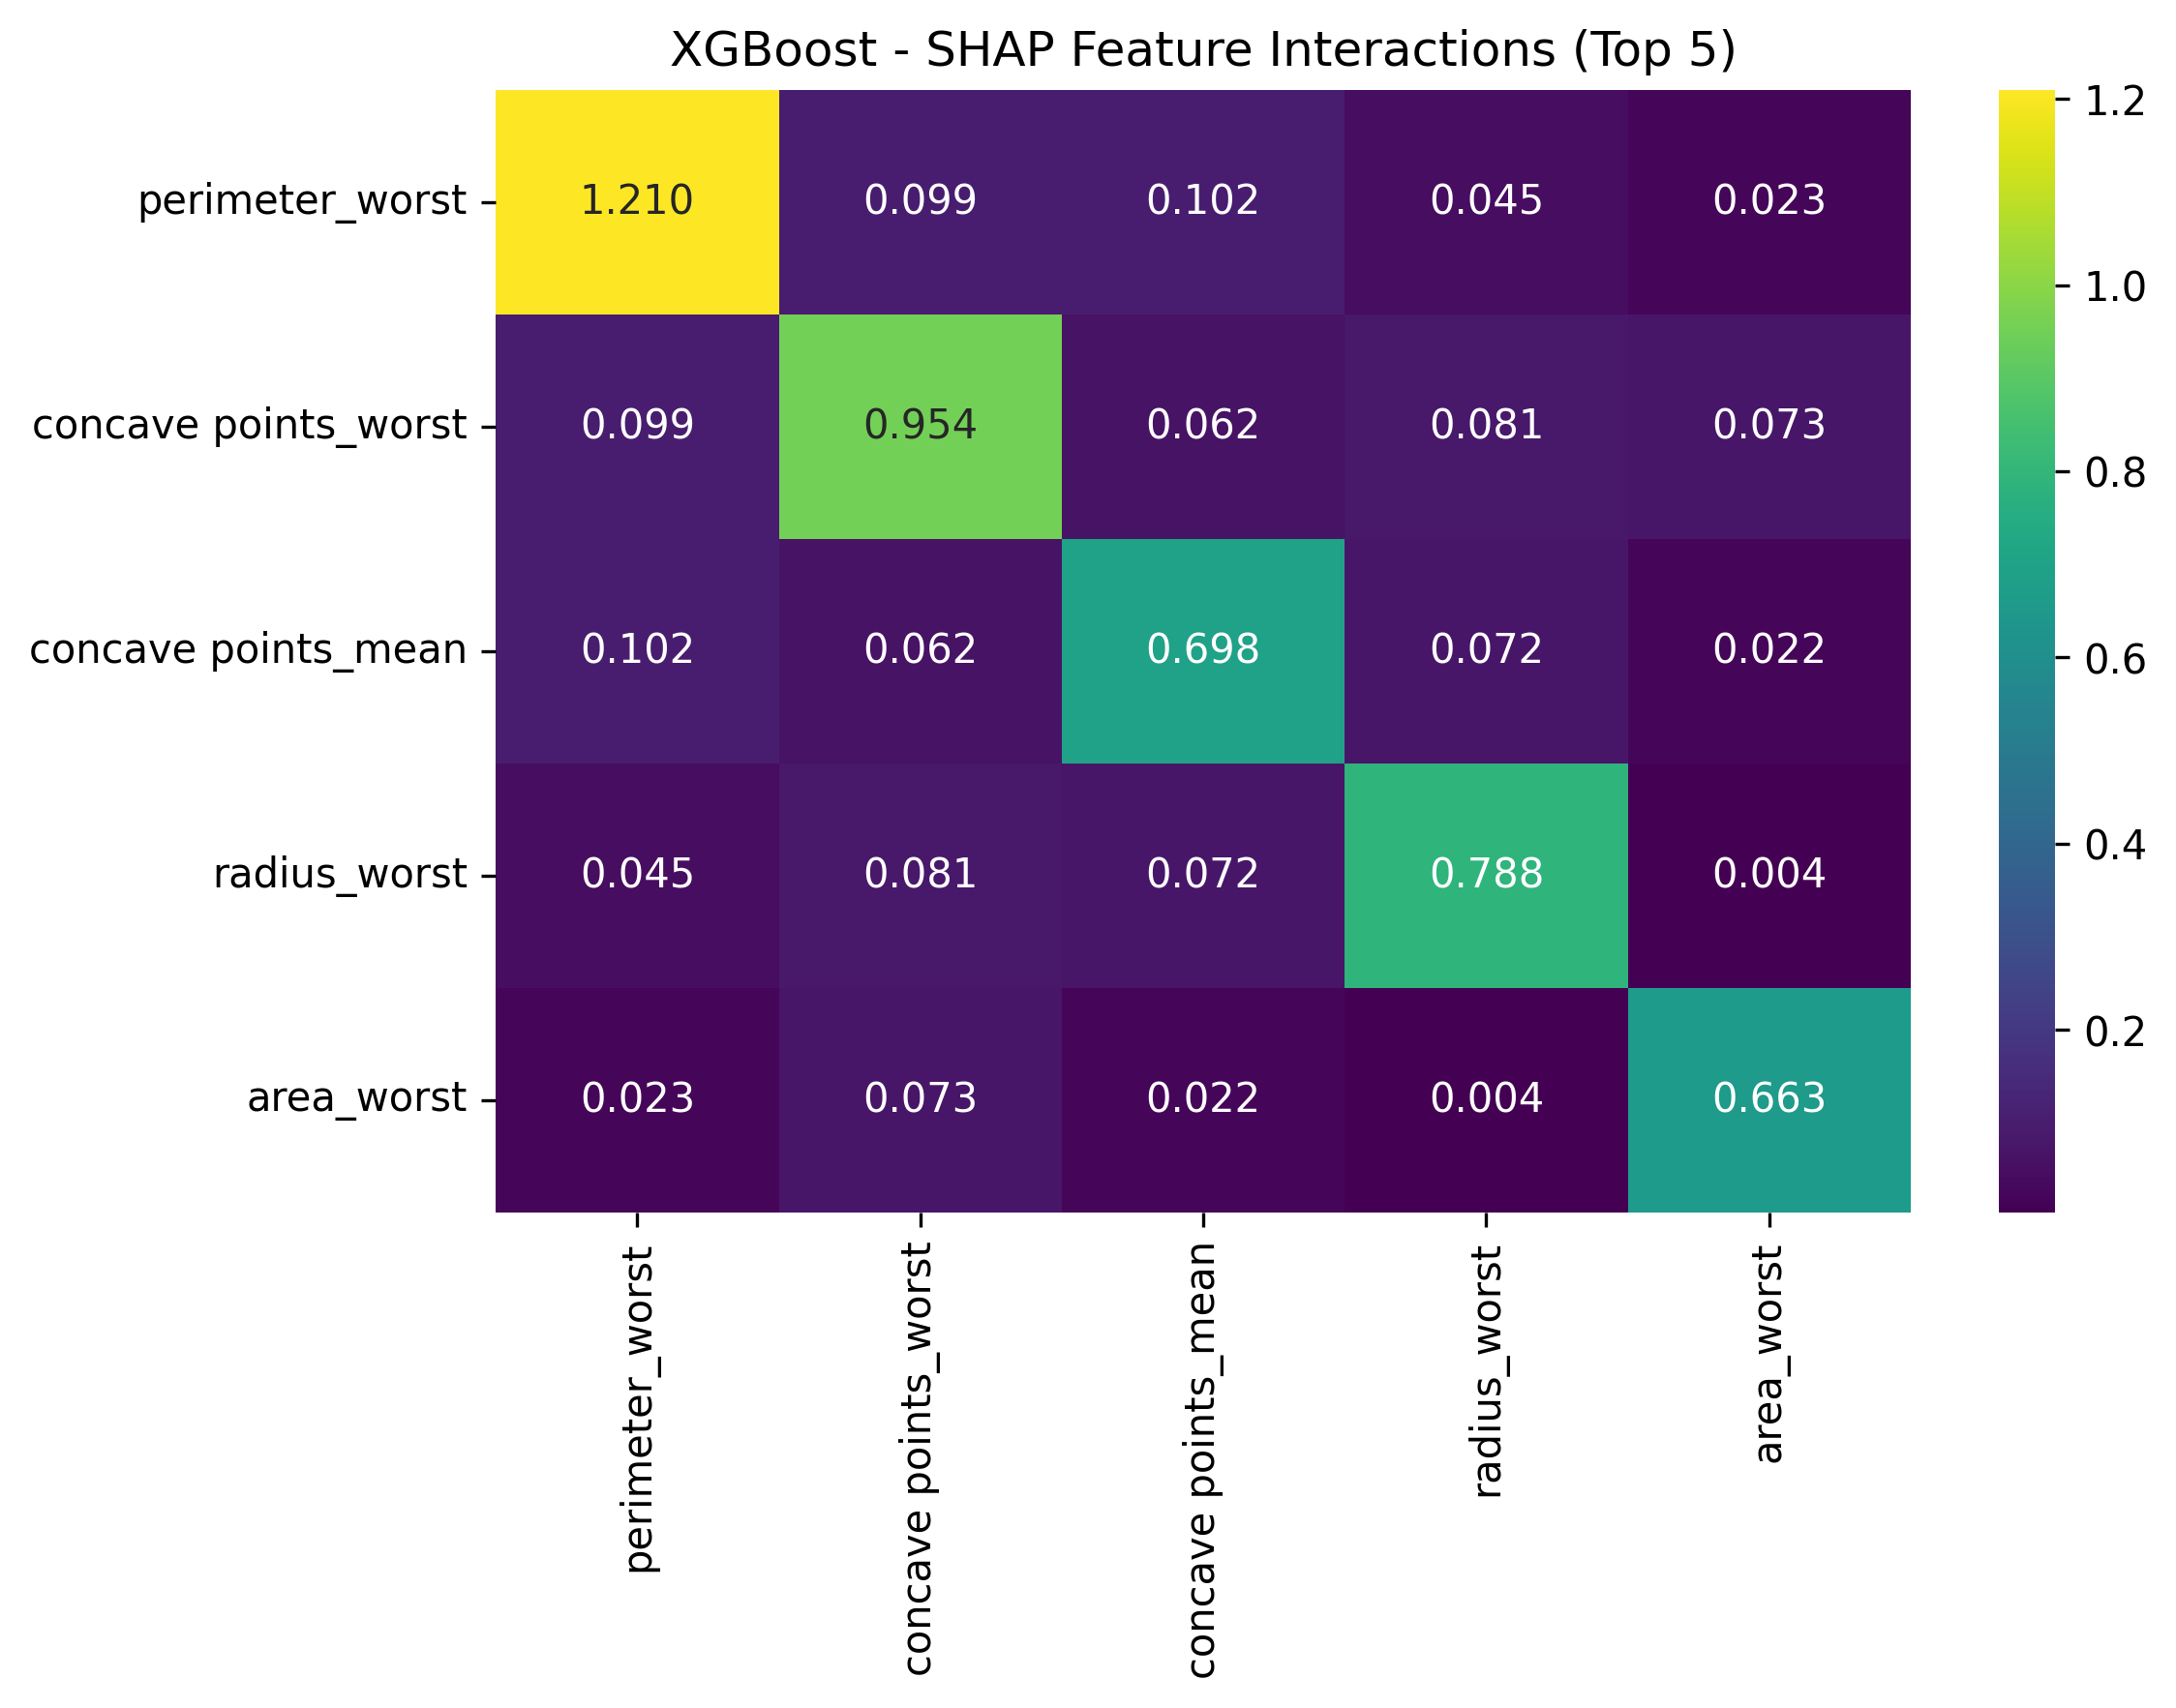 XGBoost - SHAP Feature Interactions (Top 5)
perimeter_worst 1.210 0.099 0.102 0.045 0.023
concave points_worst 0.099 0.954 0.062 0.081 0.073
concave points_mean 0.102 0.062 0.698 0.072 0.022
radius_worst 0.045 0.081 0.072 0.788 0.004
area_worst 0.023 0.073 0.022 0.004 0.663
perimeter_worst
concave points_worst
concave points_mean
radius_worst
area_worst
1.2
1.0
0.8
0.6
0.4
0.2